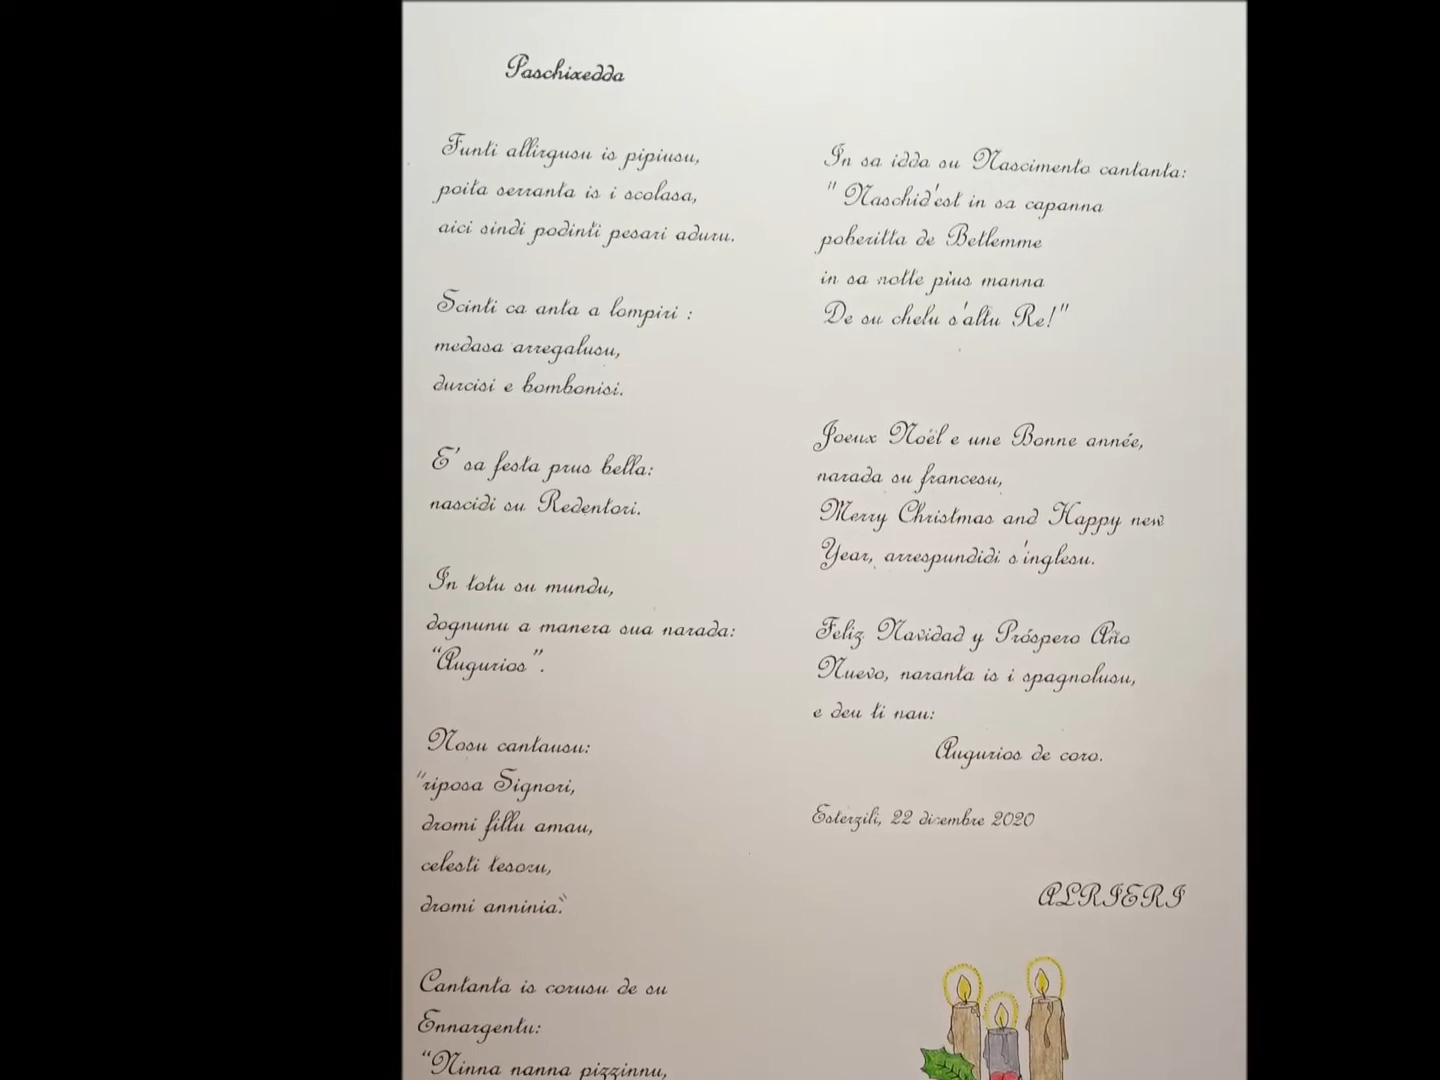 Paschixedda
Funti allirgusu is pipiusu,
poita serranta is i scolasa,
aici sindi podinti pesari aduru.
Scinti ca anta a lompiri :
medasa arregalusu,
durcisi e bombonisi.
E' sa festa prus bella:
nascidi su Redentori.
In totu su mundu,
dognunu a manera sua narada:
"Augurios".
Nosu cantausu:
"riposa Signori,
dromi fillu amau,
celesti tesoru,
dromi anninia."
Cantanta is corusu de su
Ennargentu:
"Ninna nanna pizzinnu,
In sa idda su Nascimento cantanta:
" Naschid'est in sa capanna
poberitta de Betlemme
in sa notte pius manna
De su chelu s'altu Re!"
Joeux Noël e une Bonne année,
narada su francesu,
Merry Christmas and Happy new
Year, arrespundidi s'inglesu.
Feliz Navidad y Próspero Año
Nuevo, naranta is i spagnolusu,
e deu ti nau:
Augurios de coro.
Esterzili, 22 dicembre 2020
ALRIERI